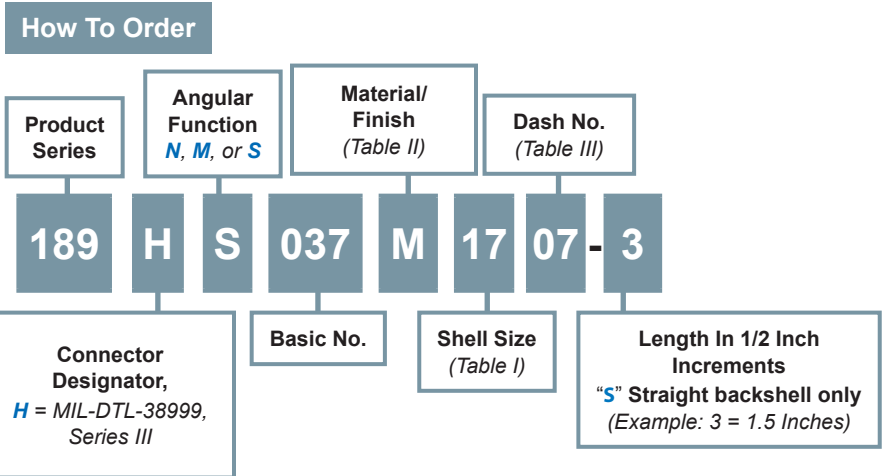 How To Order
Product
Series
Angular
Function
N, M, or S
Material/
Finish
(Table II)
Dash No.
(Table III)
189 H S 037 M 17 07 - 3
Connector
Designator,
H = MIL-DTL-38999,
Series III
Basic No.
Shell Size
(Table I)
Length In 1/2 Inch
Increments
“S” Straight backshell only
(Example: 3 = 1.5 Inches)